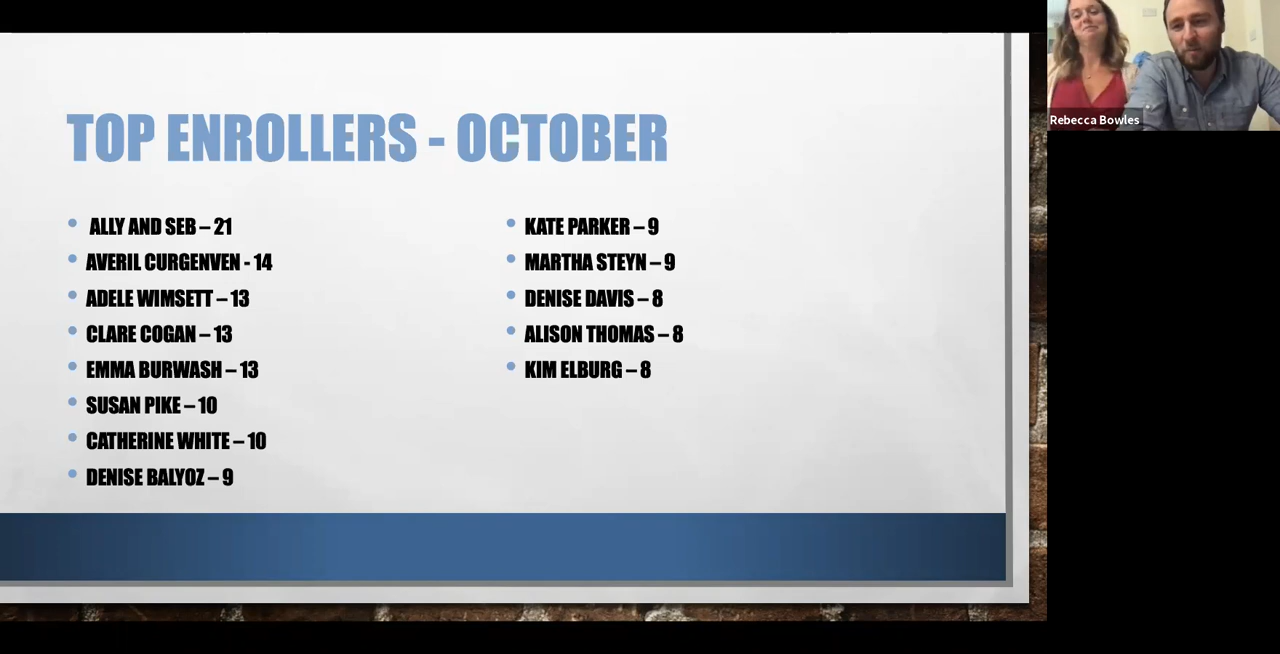 TOP ENROLLERS - OCTOBER
ALLY AND SEB – 21
AVERIL CURGENVEN - 14
ADELE WIMSETT – 13
CLARE COGAN – 13
EMMA BURWASH – 13
SUSAN PIKE – 10
CATHERINE WHITE – 10
DENISE BALYOZ – 9
KATE PARKER – 9
MARTHA STEYN – 9
DENISE DAVIS – 8
ALISON THOMAS – 8
KIM ELBURG – 8
Rebecca Bowles